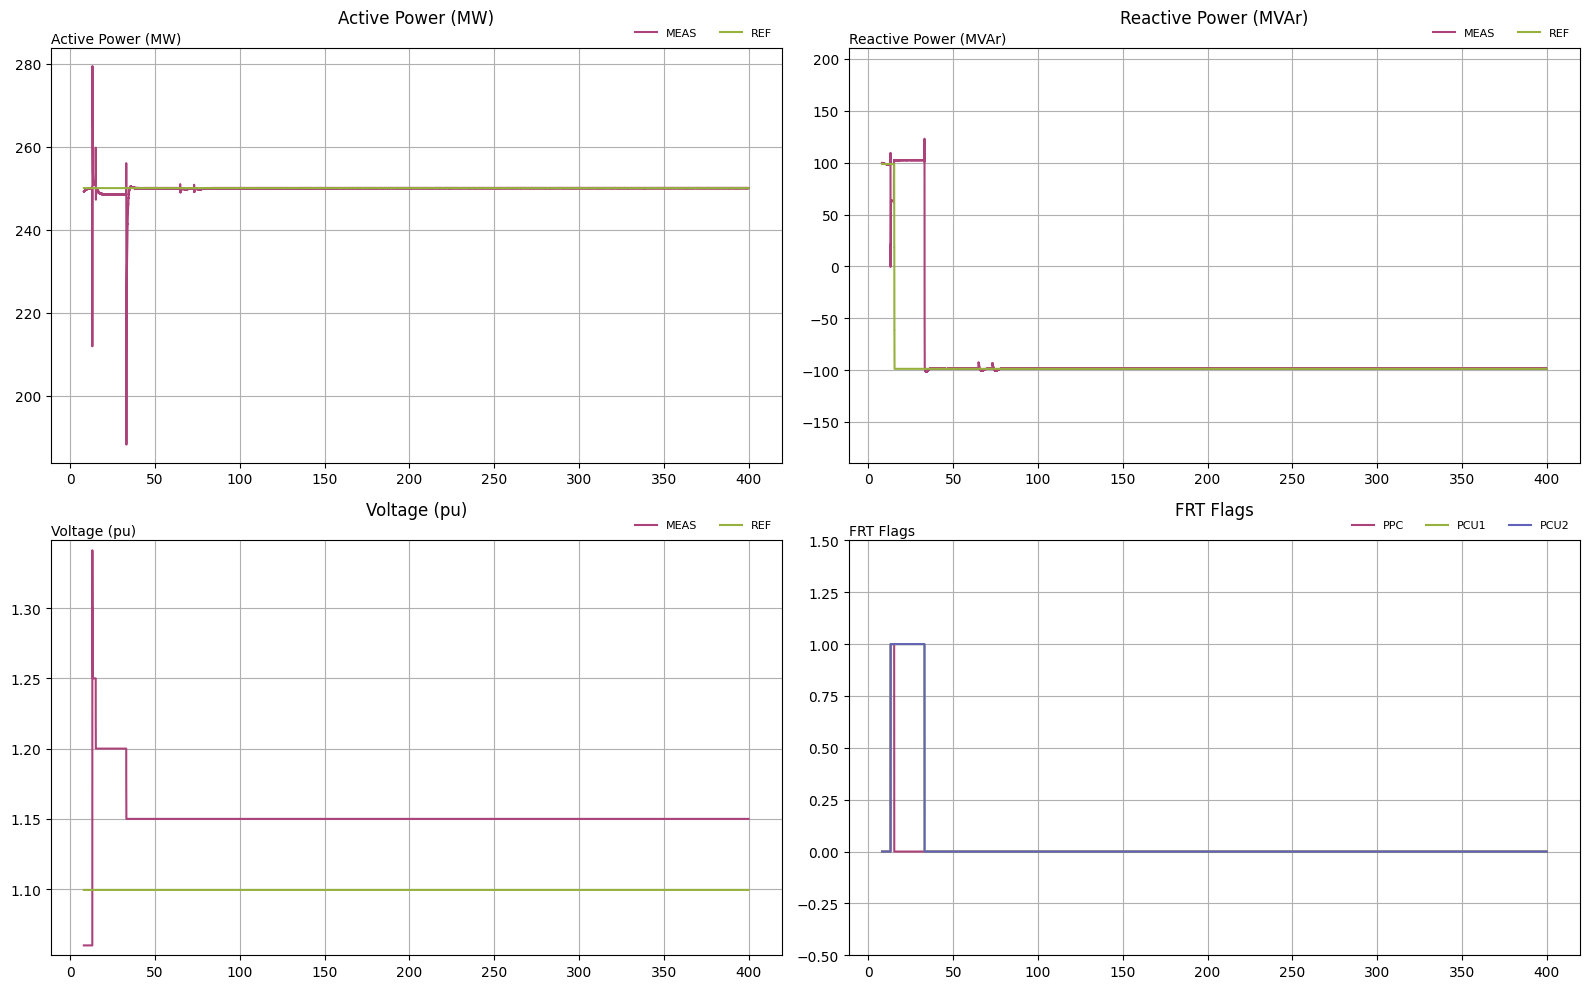 Active Power (MW)
Active Power (MW)
MEAS REF
280
260
240
220
200
0 50 100 150 200 250 300 350 400
Reactive Power (MVAr)
Reactive Power (MVAr)
MEAS REF
200
150
100
50
0
−50
−100
−150
0 50 100 150 200 250 300 350 400
Voltage (pu)
Voltage (pu)
MEAS REF
1.30
1.25
1.20
1.15
1.10
0 50 100 150 200 250 300 350 400
FRT Flags
FRT Flags
PPC PCU1 PCU2
1.50
1.25
1.00
0.75
0.50
0.25
0.00
−0.25
−0.50
0 50 100 150 200 250 300 350 400